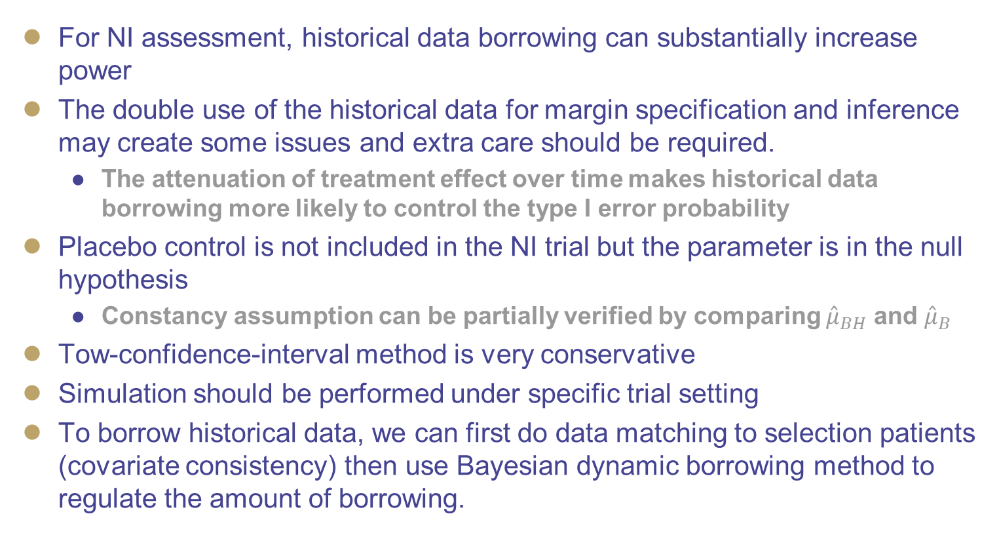 For NI assessment, historical data borrowing can substantially increase
power
The double use of the historical data for margin specification and inference
may create some issues and extra care should be required.
The attenuation of treatment effect over time makes historical data
borrowing more likely to control the type I error probability
Placebo control is not included in the NI trial but the parameter is in the null
hypothesis
Constancy assumption can be partially verified by comparing μ̂_BH and μ̂_B
Tow-confidence-interval method is very conservative
Simulation should be performed under specific trial setting
To borrow historical data, we can first do data matching to selection patients
(covariate consistency) then use Bayesian dynamic borrowing method to
regulate the amount of borrowing.